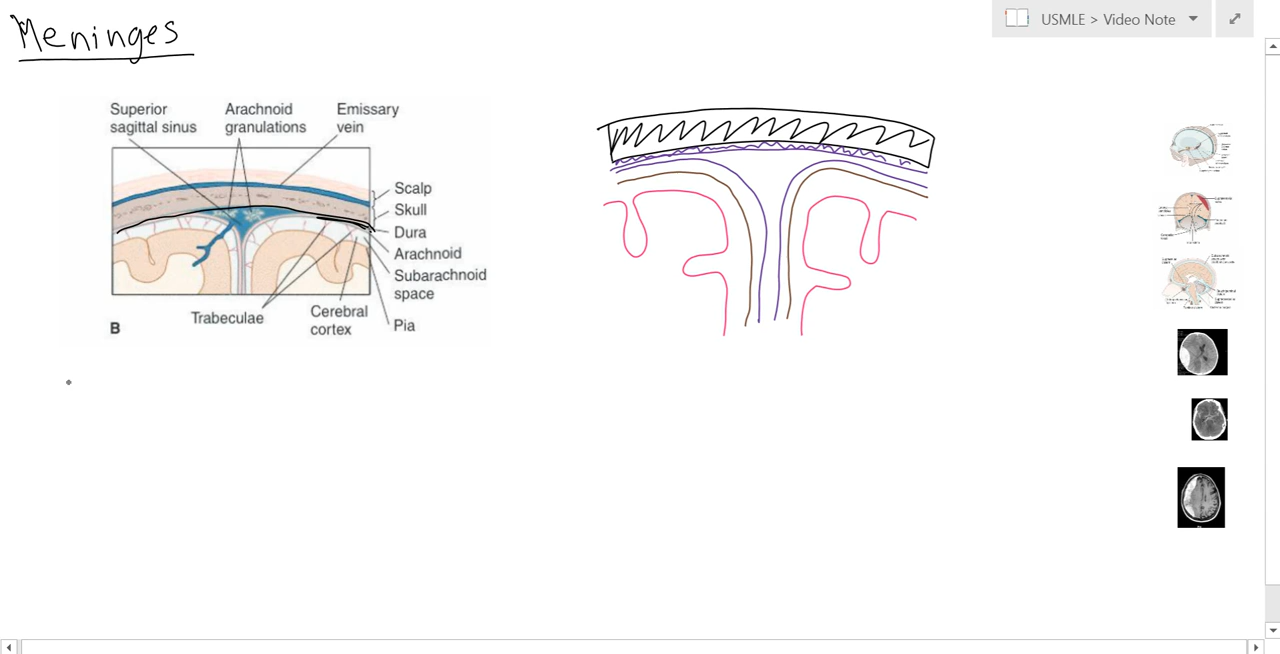 Meninges
USMLE > Video Note
Superior
sagittal sinus
Arachnoid
granulations
Emissary
vein
Scalp
Skull
Dura
Arachnoid
Subarachnoid
space
Trabeculae
Cerebral
cortex
Pia
B